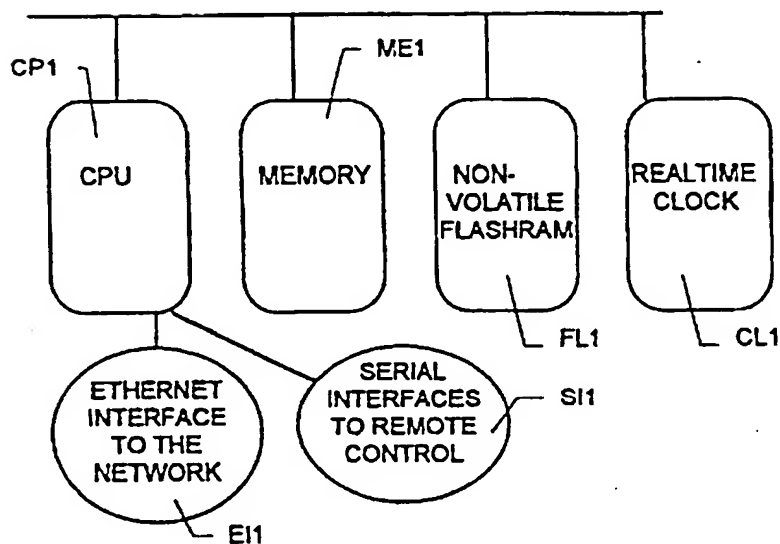 CP1
ME1
CPU
MEMORY
NON-
VOLATILE
FLASHRAM
REALTIME
CLOCK
FL1
CL1
ETHERNET
INTERFACE
TO THE
NETWORK
SERIAL
INTERFACES
TO REMOTE
CONTROL
SI1
EI1